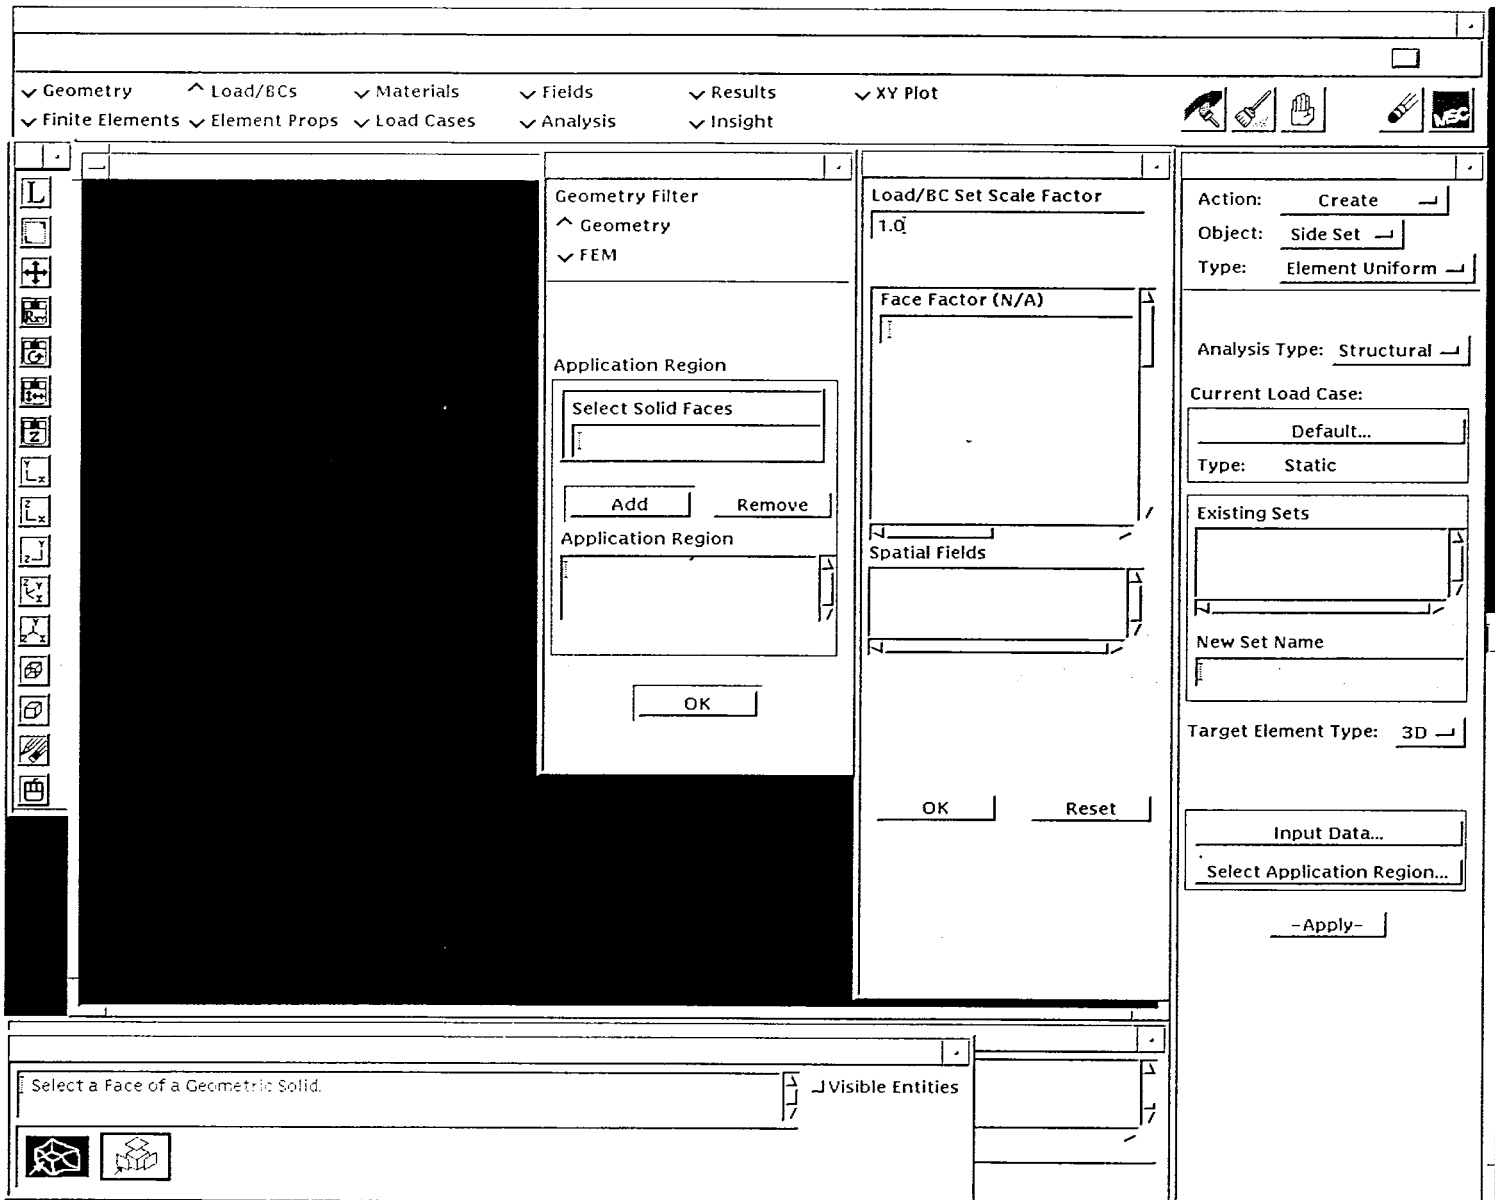 Geometry Load/BCs Materials Fields Results XY Plot
Finite Elements Element Props Load Cases Analysis Insight
MSC
L
Rxy
Z
Y X
Z X
Y Z
Z Y X
Y Z X
Geometry Filter
Geometry
FEM
Application Region
Select Solid Faces
Add Remove
Application Region
OK
Load/BC Set Scale Factor
1.0
Face Factor (N/A)
Spatial Fields
OK Reset
Action: Create
Object: Side Set
Type: Element Uniform
Analysis Type: Structural
Current Load Case:
Default...
Type: Static
Existing Sets
New Set Name
Target Element Type: 3D
Input Data...
Select Application Region...
-Apply-
Select a Face of a Geometric Solid.
Visible Entities